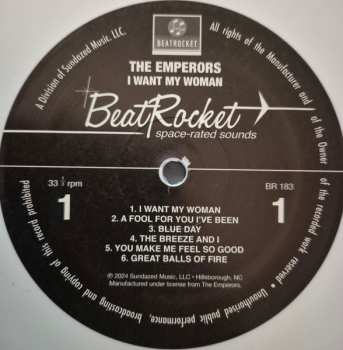 A Division of Sundazed Music, LLC.
BEATROCKET
All rights of the Manufacturer and of the Owner of the recorded work reserved • Unauthorised public performance, broadcasting and copying of this record prohibited
THE EMPERORS
I WANT MY WOMAN
BeatRocket
space-rated sounds
33 ⅓ rpm
BR 183
1
1
1. I WANT MY WOMAN
2. A FOOL FOR YOU I'VE BEEN
3. BLUE DAY
4. THE BREEZE AND I
5. YOU MAKE ME FEEL SO GOOD
6. GREAT BALLS OF FIRE
© 2024 Sundazed Music, LLC • Hillsborough, NC
Manufactured under license from The Emperors.